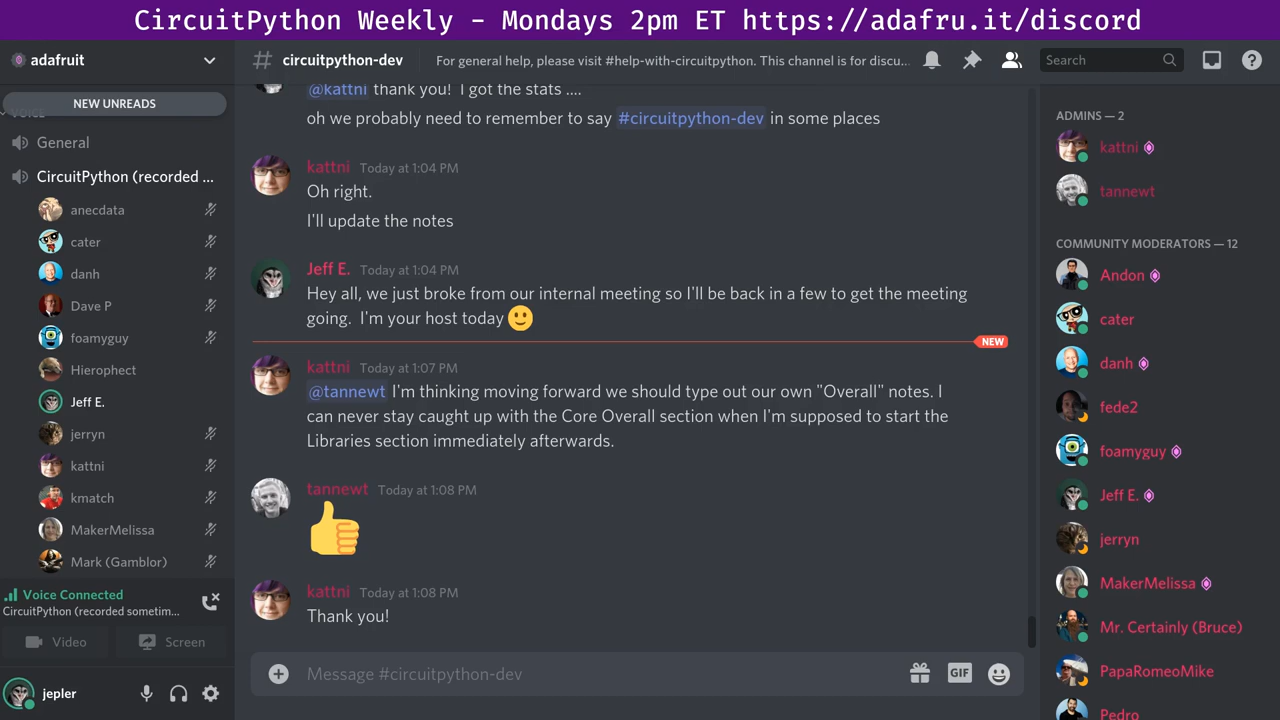 CircuitPython Weekly - Mondays 2pm ET https://adafru.it/discord
adafruit
NEW UNREADS
VOICE
General
CircuitPython (recorded ...
anecdata
cater
danh
Dave P
foamyguy
Hierophect
Jeff E.
jerryn
kattni
kmatch
MakerMelissa
Mark (Gamblor)
Voice Connected
CircuitPython (recorded sometim...
Video
Screen
jepler
# circuitpython-dev
For general help, please visit #help-with-circuitpython. This channel is for discu...
Search
@kattni thank you! I got the stats ....
oh we probably need to remember to say #circuitpython-dev in some places
kattni Today at 1:04 PM
Oh right.
I'll update the notes
Jeff E. Today at 1:04 PM
Hey all, we just broke from our internal meeting so I'll be back in a few to get the meeting
going. I'm your host today
NEW
kattni Today at 1:07 PM
@tannewt I'm thinking moving forward we should type out our own "Overall" notes. I
can never stay caught up with the Core Overall section when I'm supposed to start the
Libraries section immediately afterwards.
tannewt Today at 1:08 PM
kattni Today at 1:08 PM
Thank you!
Message #circuitpython-dev
GIF
ADMINS — 2
kattni
tannewt
COMMUNITY MODERATORS — 12
Andon
cater
danh
fede2
foamyguy
Jeff E.
jerryn
MakerMelissa
Mr. Certainly (Bruce)
PapaRomeoMike
Pedro